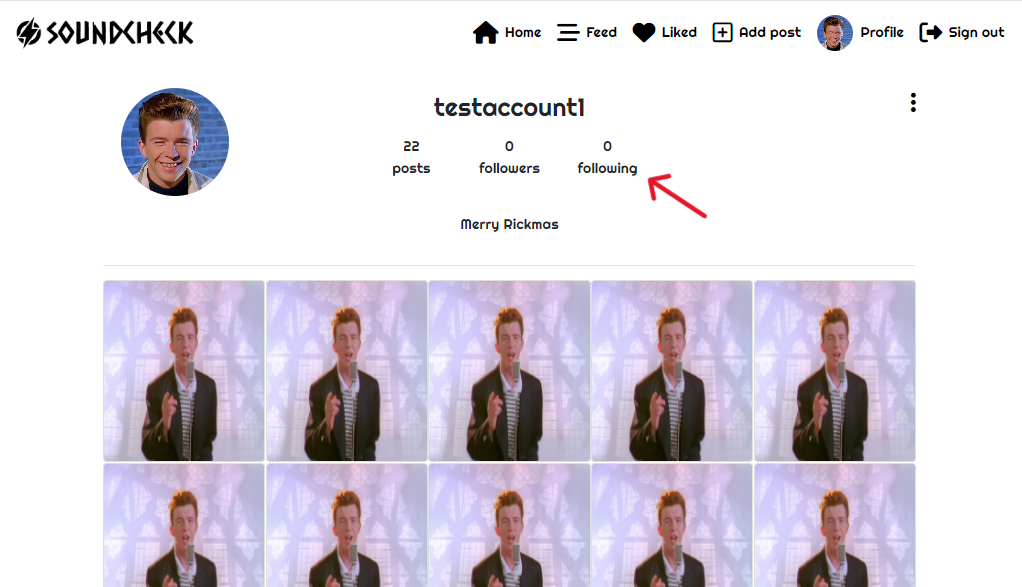 SOUNDCHECK Home Feed Liked Add post Profile Sign out
testaccount1
22 0 0
posts followers following
Merry Rickmas